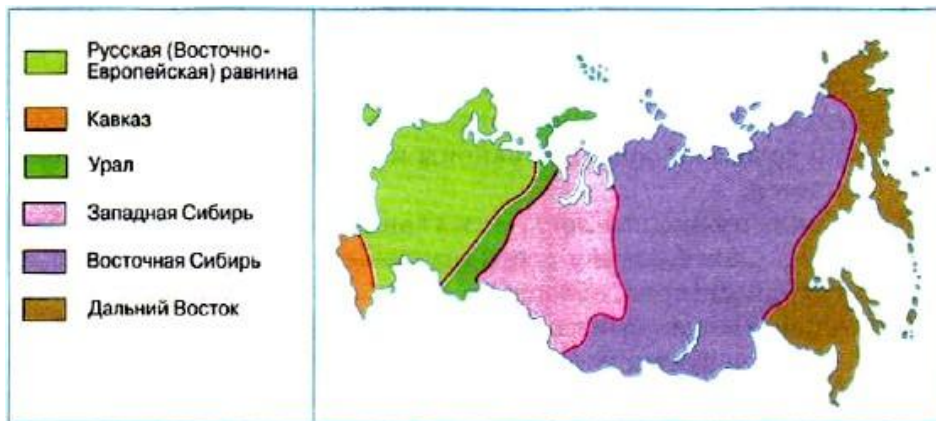 Русская (Восточно-
Европейская) равнина
Кавказ
Урал
Западная Сибирь
Восточная Сибирь
Дальний Восток